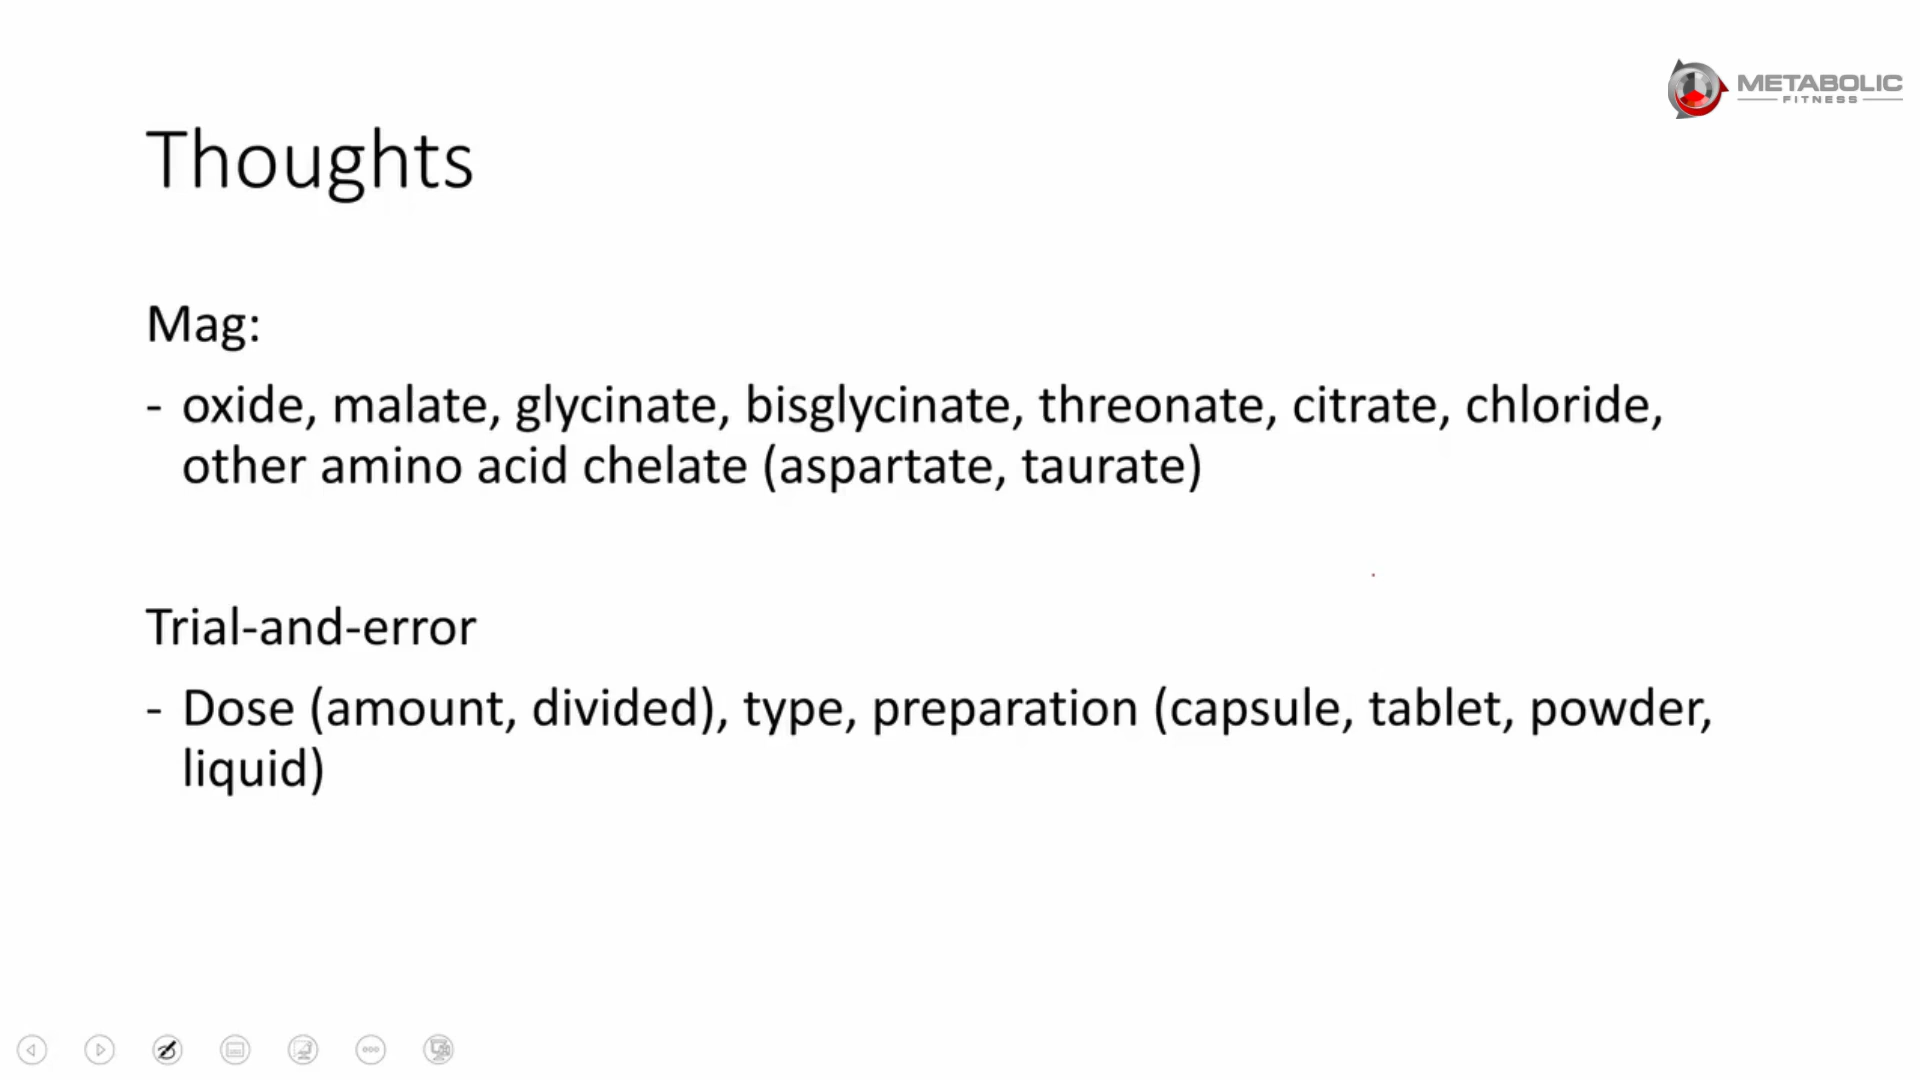 METABOLIC
FITNESS
Thoughts
Mag:
- oxide, malate, glycinate, bisglycinate, threonate, citrate, chloride,
other amino acid chelate (aspartate, taurate)
Trial-and-error
- Dose (amount, divided), type, preparation (capsule, tablet, powder,
liquid)